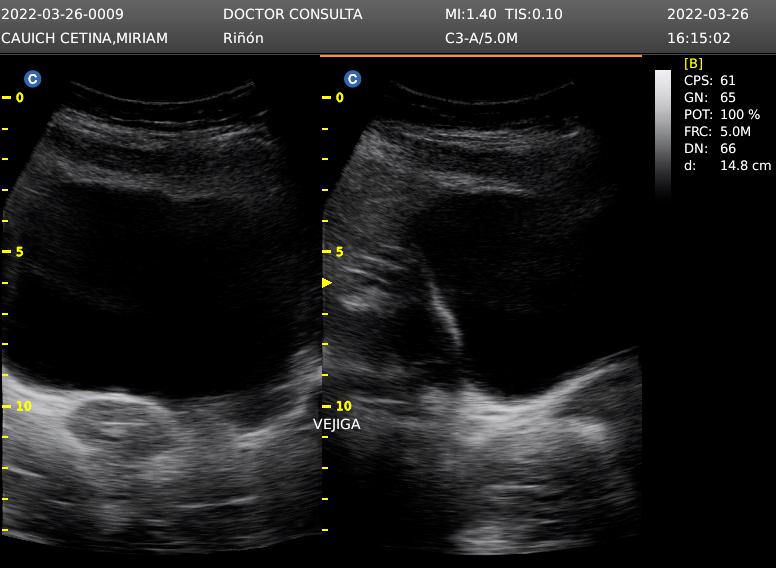 2022-03-26-0009 DOCTOR CONSULTA MI:1.40 TIS:0.10 2022-03-26
CAUICH CETINA,MIRIAM Riñón C3-A/5.0M 16:15:02
C C [B]
0 0 CPS: 61
GN: 65
POT: 100 %
FRC: 5.0M
DN: 66
d: 14.8 cm
5 5
10 10
VEJIGA